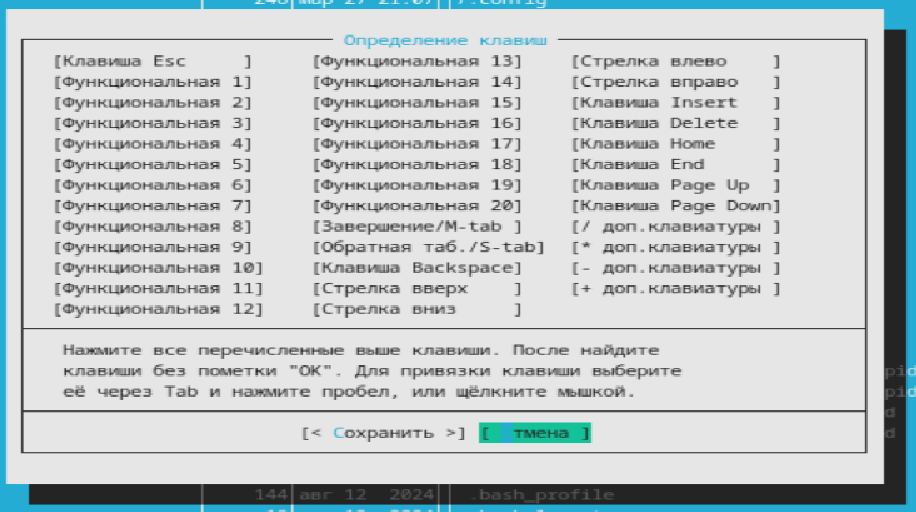 246 мар 27 21:07 /.config
Определение клавиш
[Клавиша Esc ] [Функциональная 13] [Стрелка влево ]
[Функциональная 1] [Функциональная 14] [Стрелка вправо ]
[Функциональная 2] [Функциональная 15] [Клавиша Insert ]
[Функциональная 3] [Функциональная 16] [Клавиша Delete ]
[Функциональная 4] [Функциональная 17] [Клавиша Home ]
[Функциональная 5] [Функциональная 18] [Клавиша End ]
[Функциональная 6] [Функциональная 19] [Клавиша Page Up ]
[Функциональная 7] [Функциональная 20] [Клавиша Page Down]
[Функциональная 8] [Завершение/M-tab ] [/ доп.клавиатуры ]
[Функциональная 9] [Обратная таб./S-tab] [* доп.клавиатуры ]
[Функциональная 10] [Клавиша Backspace] [- доп.клавиатуры ]
[Функциональная 11] [Стрелка вверх ] [+ доп.клавиатуры ]
[Функциональная 12] [Стрелка вниз ]
Нажмите все перечисленные выше клавиши. После найдите
клавиши без пометки "OK". Для привязки клавиши выберите
pid
её через Tab и нажмите пробел, или щёлкните мышкой.
pid
d
[< Сохранить >] [ тмена ]
d
144 авг 12 2024 .bash_profile